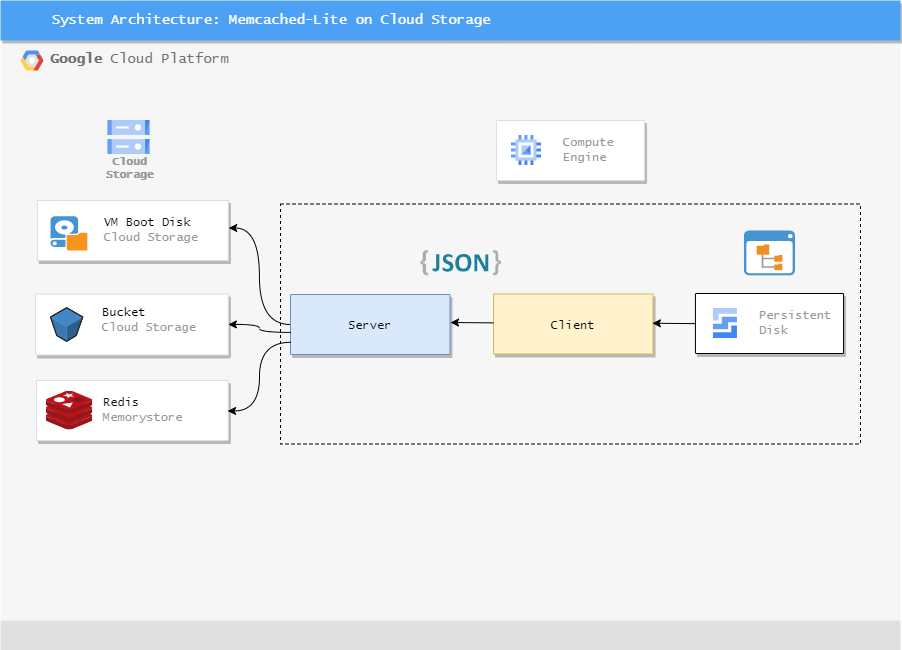 System Architecture: Memcached-Lite on Cloud Storage
Google Cloud Platform
Cloud
Storage
Compute
Engine
VM Boot Disk
Cloud Storage
{JSON}
Bucket
Cloud Storage
Server
Client
Persistent
Disk
Redis
Memorystore